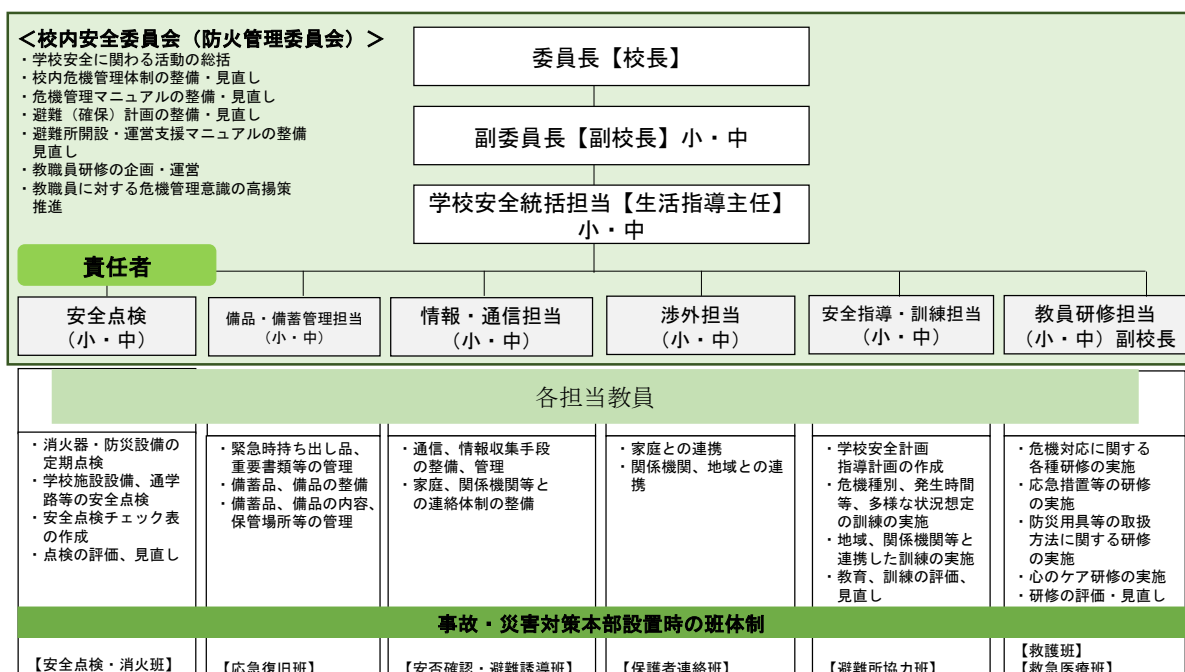 ＜校内安全委員会（防火管理委員会）＞
・学校安全に関わる活動の総括
・校内危機管理体制の整備・見直し
・危機管理マニュアルの整備・見直し
・避難（確保）計画の整備・見直し
・避難所開設・運営支援マニュアルの整備
見直し
・教職員研修の企画・運営
・教職員に対する危機管理意識の高揚策
推進
委員長【校長】
副委員長【副校長】小・中
学校安全統括担当【生活指導主任】
小・中
責任者
安全点検
（小・中）
備品・備蓄管理担当
（小・中）
情報・通信担当
（小・中）
渉外担当
（小・中）
安全指導・訓練担当
（小・中）
教員研修担当
（小・中）副校長
各担当教員
・消火器・防災設備の
定期点検
・学校施設設備、通学
路等の安全点検
・安全点検チェック表
の作成
・点検の評価、見直し
・緊急時持ち出し品、
重要書類等の管理
・備蓄品、備品の整備
・備蓄品、備品の内容、
保管場所等の管理
・通信、情報収集手段
の整備、管理
・家庭、関係機関等と
の連絡体制の整備
・家庭との連携
・関係機関、地域との連
携
・学校安全計画
指導計画の作成
・危機種別、発生時間
等、多様な状況想定
の訓練の実施
・地域、関係機関等と
連携した訓練の実施
・教育、訓練の評価、
見直し
・危機対応に関する
各種研修の実施
・応急措置等の研修
の実施
・防災用具等の取扱
方法に関する研修
の実施
・心のケア研修の実施
・研修の評価・見直し
事故・災害対策本部設置時の班体制
【安全点検・消火班】
【応急復旧班】
【安否確認・避難誘導班】
【保護者連絡班】
【避難所協力班】
【救護班】
【救急医療班】